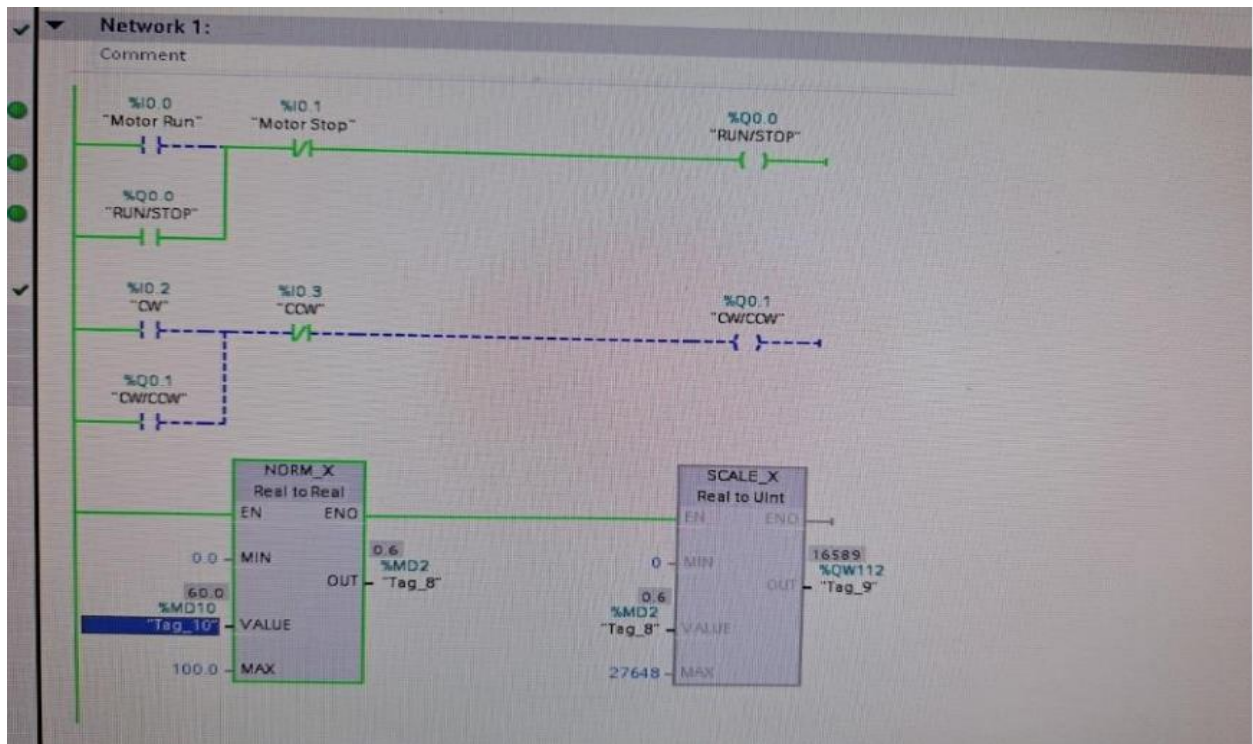 Network 1:
Comment
%I0.0
"Motor Run"
%I0.1
"Motor Stop"
%Q0.0
"RUN/STOP"
%Q0.0
"RUN/STOP"
%I0.2
"CW"
%I0.3
"CCW"
%Q0.1
"CW/CCW"
%Q0.1
"CW/CCW"
NORM_X
Real to Real
EN ENO
0.0 MIN
0.6
%MD2
OUT "Tag_8"
60.0
%MD10
"Tag_10" VALUE
100.0 MAX
SCALE_X
Real to UInt
EN ENO
0 MIN
16589
%QW112
OUT "Tag_9"
0.6
%MD2
"Tag_8" VALUE
27648 MAX